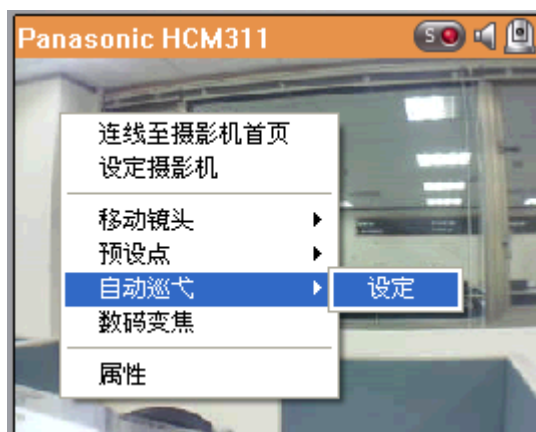 Panasonic HCM311
S
连线至摄影机首页
设定摄影机
移动镜头
预设点
自动巡弋
设定
数码变焦
属性